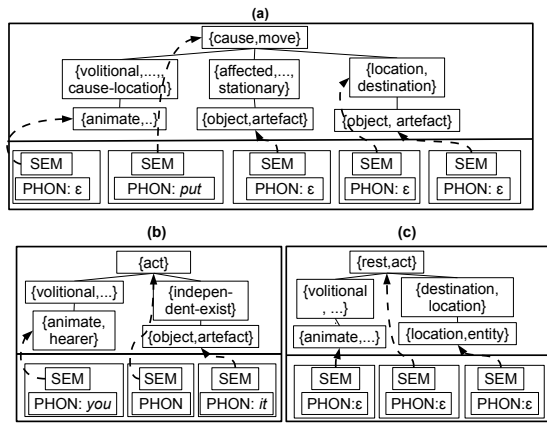 (a)
{cause,move}
{volitional,...,, {affected,..., {location,
cause-location} stationary} destination}
{animate,..} {object,artefact} {object, artefact}
SEM SEM SEM SEM SEM
PHON: ε PHON: put PHON: ε PHON: ε PHON: ε
(b) (c)
{act} {rest,act}
{volitional,...} {indepen- {volitional {destination,
dent-exist} , ...} location}
{animate, {object,artefact} {animate,...} {location,entity}
hearer}
SEM SEM SEM SEM SEM SEM
PHON: you PHON PHON: it PHON:ε PHON:ε PHON:ε